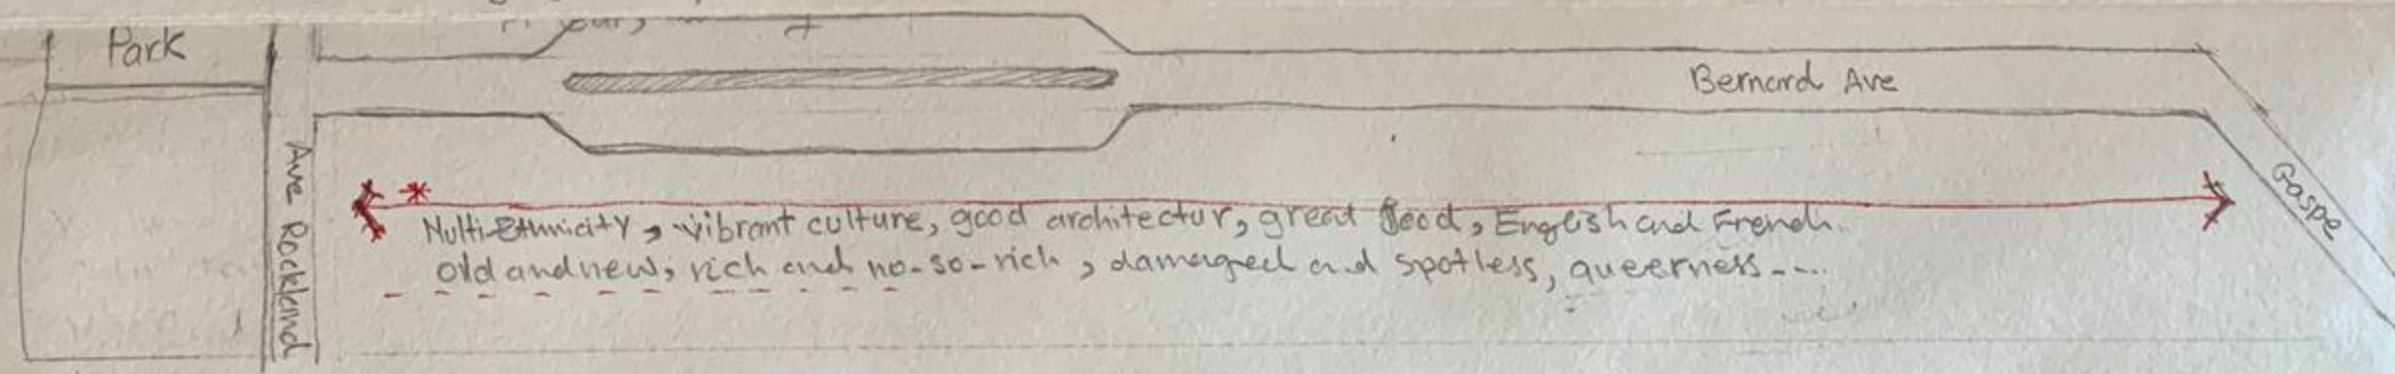 Park
Bernard Ave
Ave Rockland
Gaspe
Multi-Ethnicity, vibrant culture, good architectur, great food, English and French
old and new, rich and no-so-rich, damaged and spotless, queerness----